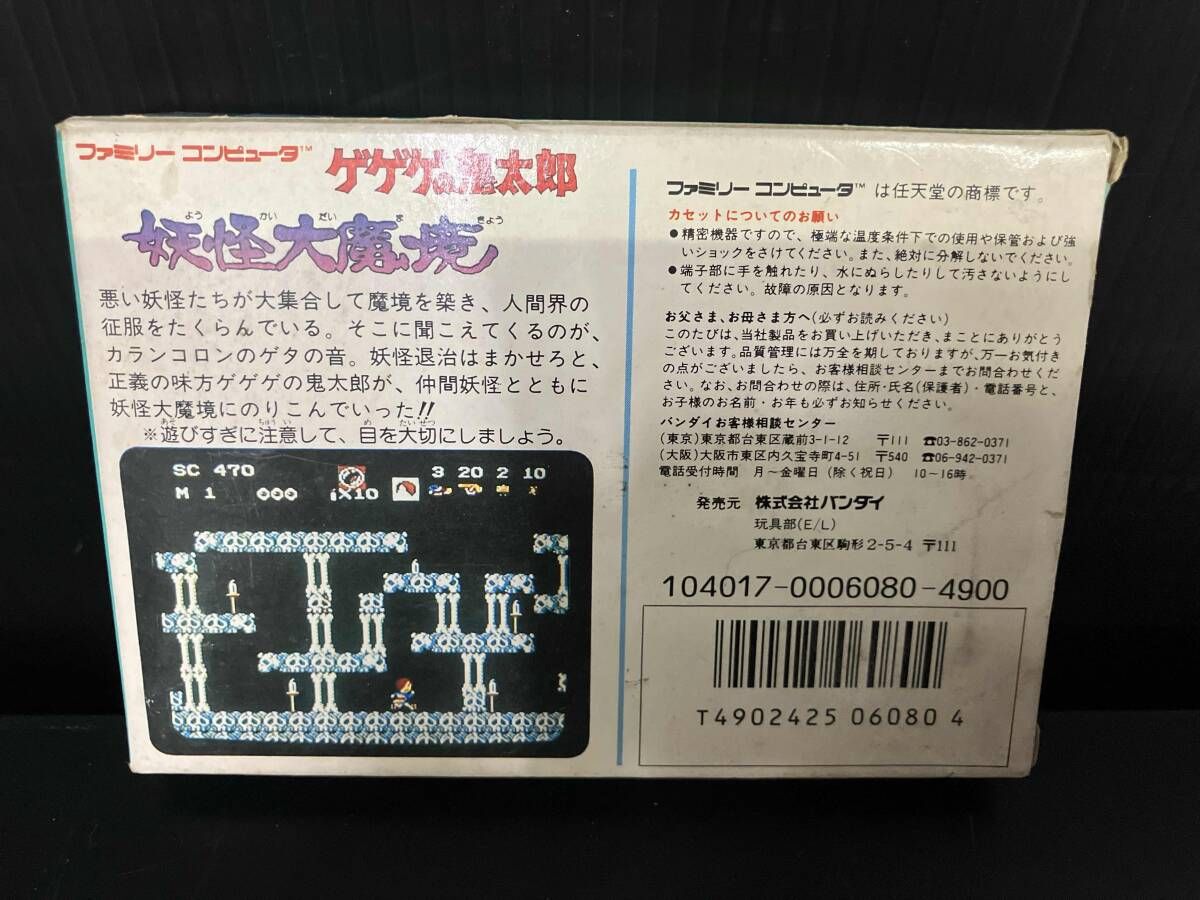 ファミリー コンピュータ™
ゲゲゲの鬼太郎
よう かい だい ま きょう
妖怪大魔境
悪い妖怪たちが大集合して魔境を築き、人間界の
征服をたくらんでいる。そこに聞こえてくるのが、
カランコロンのゲタの音。妖怪退治はまかせろと、
正義の味方ゲゲゲの鬼太郎が、仲間妖怪とともに
妖怪大魔境にのりこんでいった!!
あそ ちゅうい め たいせつ
※遊びすぎに注意して、目を大切にしましょう。
SC 470
3 20 2 10
M 1 000 1×10
ファミリー コンピュータ™ は任天堂の商標です。
カセットについてのお願い
●精密機器ですので、極端な温度条件下での使用や保管および強
いショックをさけてください。また、絶対に分解しないでください。
●端子部に手を触れたり、水にぬらしたりして汚さないようにし
てください。故障の原因となります。
お父さま、お母さま方へ(必ずお読みください)
このたびは、当社製品をお買い上げいただき、まことにありがとう
ございます。品質管理には万全を期しておりますが、万一お気付き
の点がございましたら、お客様相談センターまでお問合わせくださ
い。なお、お問合わせの際は、住所・氏名(保護者)・電話番号と、
お子様のお名前・お年も必ずお知らせください。
バンダイお客様相談センター
(東京)東京都台東区蔵前3-1-12 〒111 ☎03-862-0371
(大阪)大阪市東区内久宝寺町4-51 〒540 ☎06-942-0371
電話受付時間 月〜金曜日(除く祝日) 10〜16時
発売元 株式会社バンダイ
玩具部(E/L)
東京都台東区駒形2-5-4 〒111
104017-0006080-4900
T4902425 06080 4